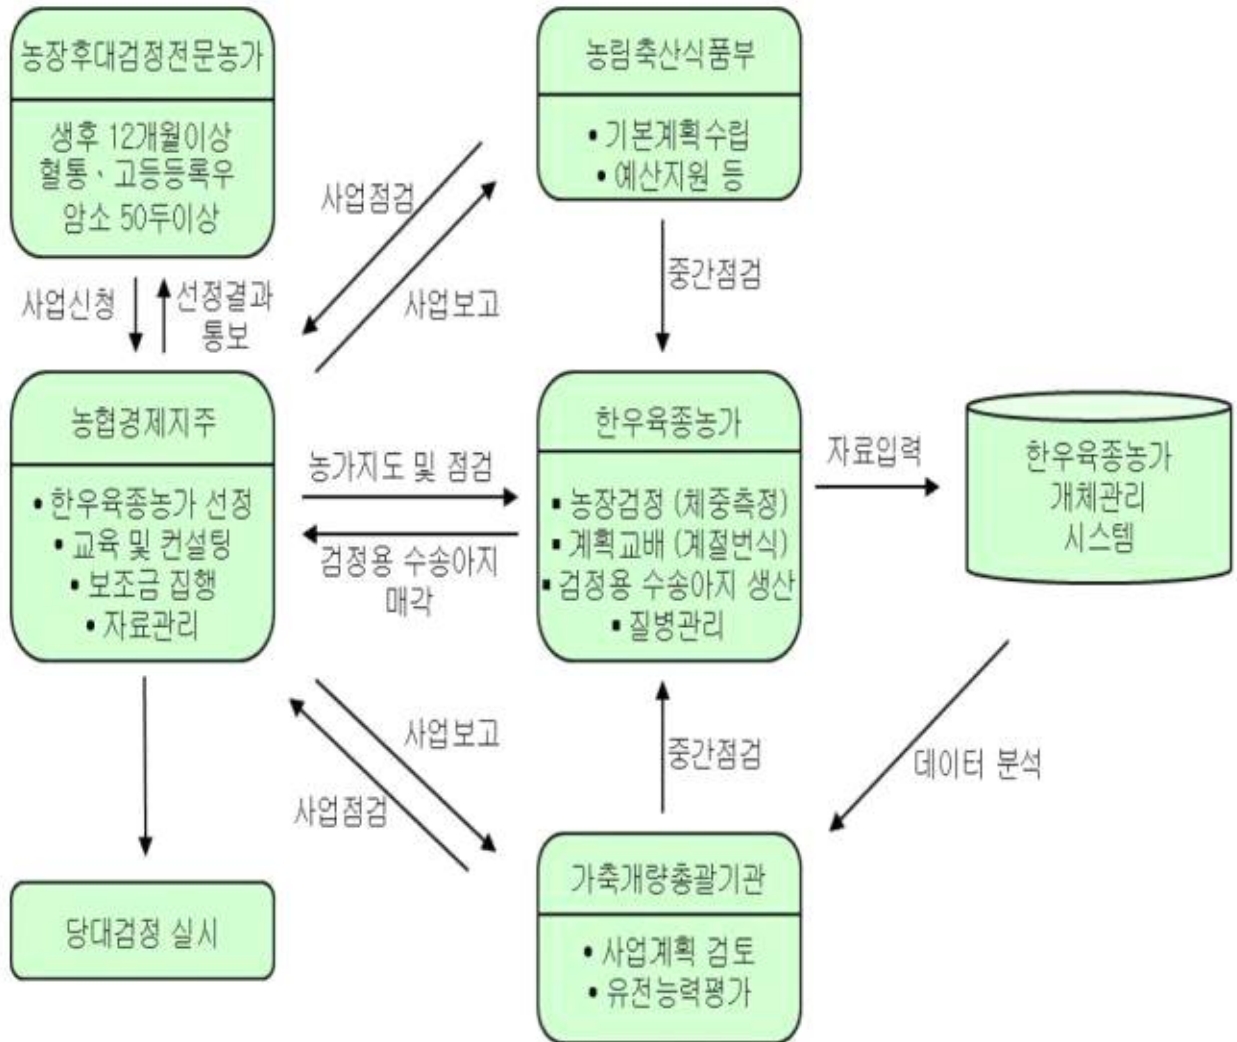 농장후대검정전문농가
생후 12개월이상
혈통、고등등록우
암소 50두이상
농림축산식품부
• 기본계획수립
• 예산지원 등
사업점검
사업보고
중간점검
사업신청
선정결과
통보
농협경제지주
• 한우육종농가 선정
• 교육 및 컨설팅
• 보조금 집행
• 자료관리
농가지도 및 점검
검정용 수송아지
매각
한우육종농가
▪ 농장검정 (체중측정)
▪ 계획교배 (계절번식)
▪ 검정용 수송아지 생산
▪ 질병관리
자료입력
한우육종농가
개체관리
시스템
사업보고
사업점검
중간점검
데이터 분석
당대검정 실시
가축개량총괄기관
• 사업계획 검토
• 유전능력평가